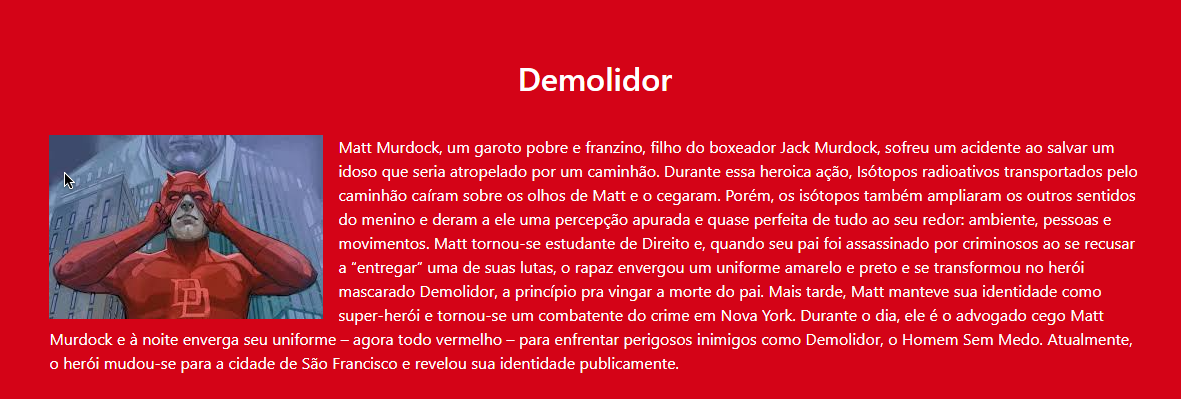 Demolidor
Matt Murdock, um garoto pobre e franzino, filho do boxeador Jack Murdock, sofreu um acidente ao salvar um
idoso que seria atropelado por um caminhão. Durante essa heroica ação, Isótopos radioativos transportados pelo
caminhão caíram sobre os olhos de Matt e o cegaram. Porém, os isótopos também ampliaram os outros sentidos
do menino e deram a ele uma percepção apurada e quase perfeita de tudo ao seu redor: ambiente, pessoas e
movimentos. Matt tornou-se estudante de Direito e, quando seu pai foi assassinado por criminosos ao se recusar
a “entregar” uma de suas lutas, o rapaz envergou um uniforme amarelo e preto e se transformou no herói
mascarado Demolidor, a princípio pra vingar a morte do pai. Mais tarde, Matt manteve sua identidade como
super-herói e tornou-se um combatente do crime em Nova York. Durante o dia, ele é o advogado cego Matt
Murdock e à noite enverga seu uniforme – agora todo vermelho – para enfrentar perigosos inimigos como Demolidor, o Homem Sem Medo. Atualmente,
o herói mudou-se para a cidade de São Francisco e revelou sua identidade publicamente.
DD